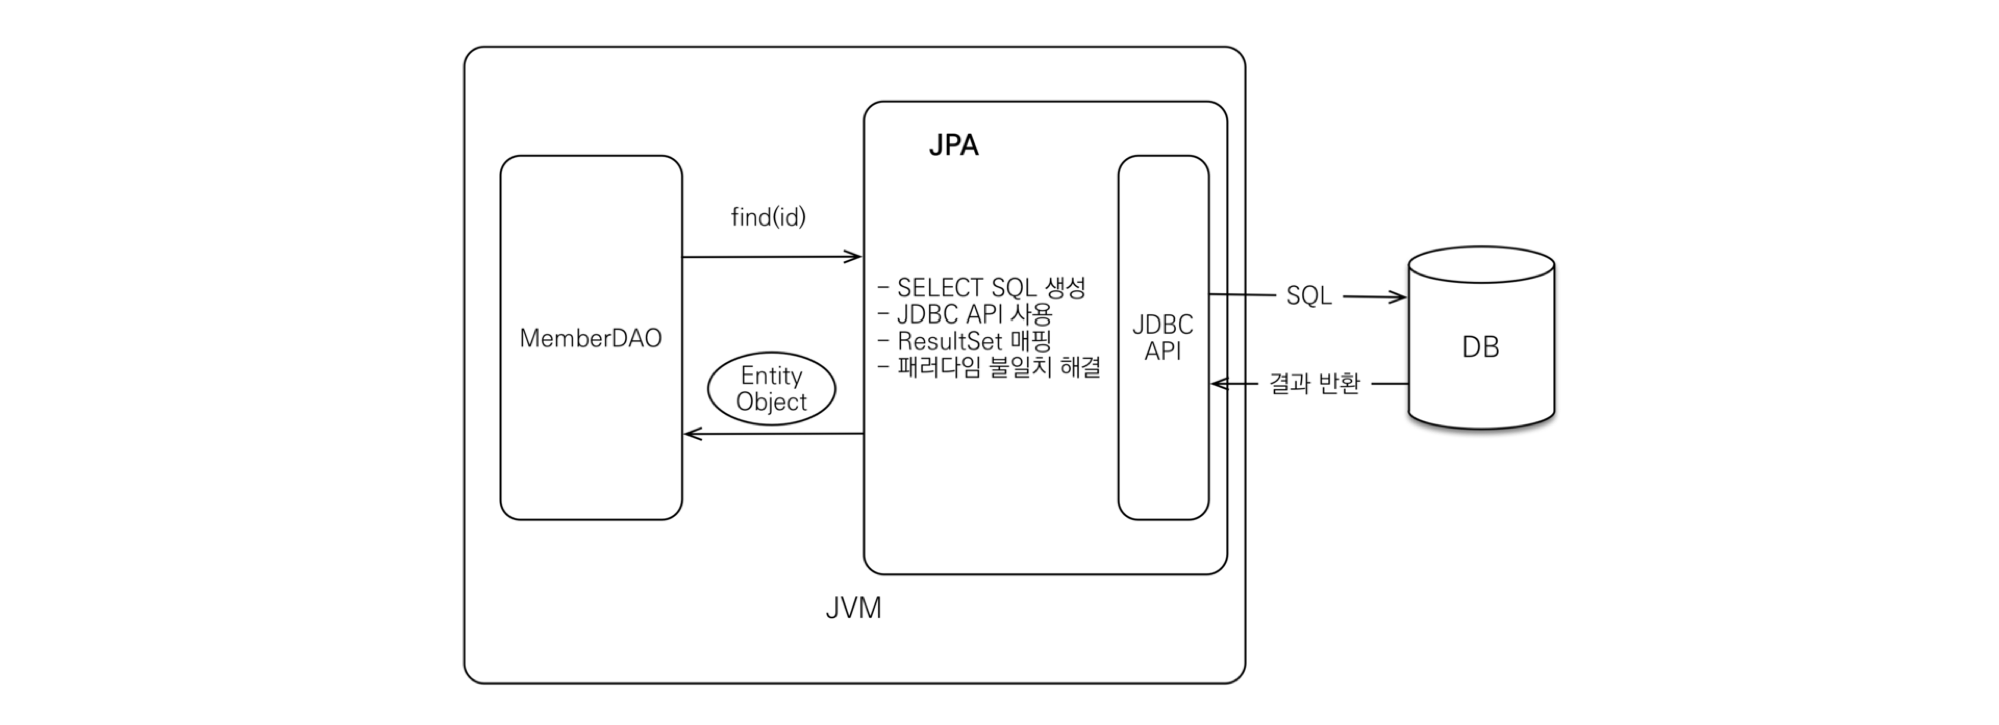 JPA
find(id)
- SELECT SQL 생성
- JDBC API 사용
- ResultSet 매핑
- 패러다임 불일치 해결
MemberDAO
Entity
Object
JDBC
API
SQL
결과 반환
DB
JVM